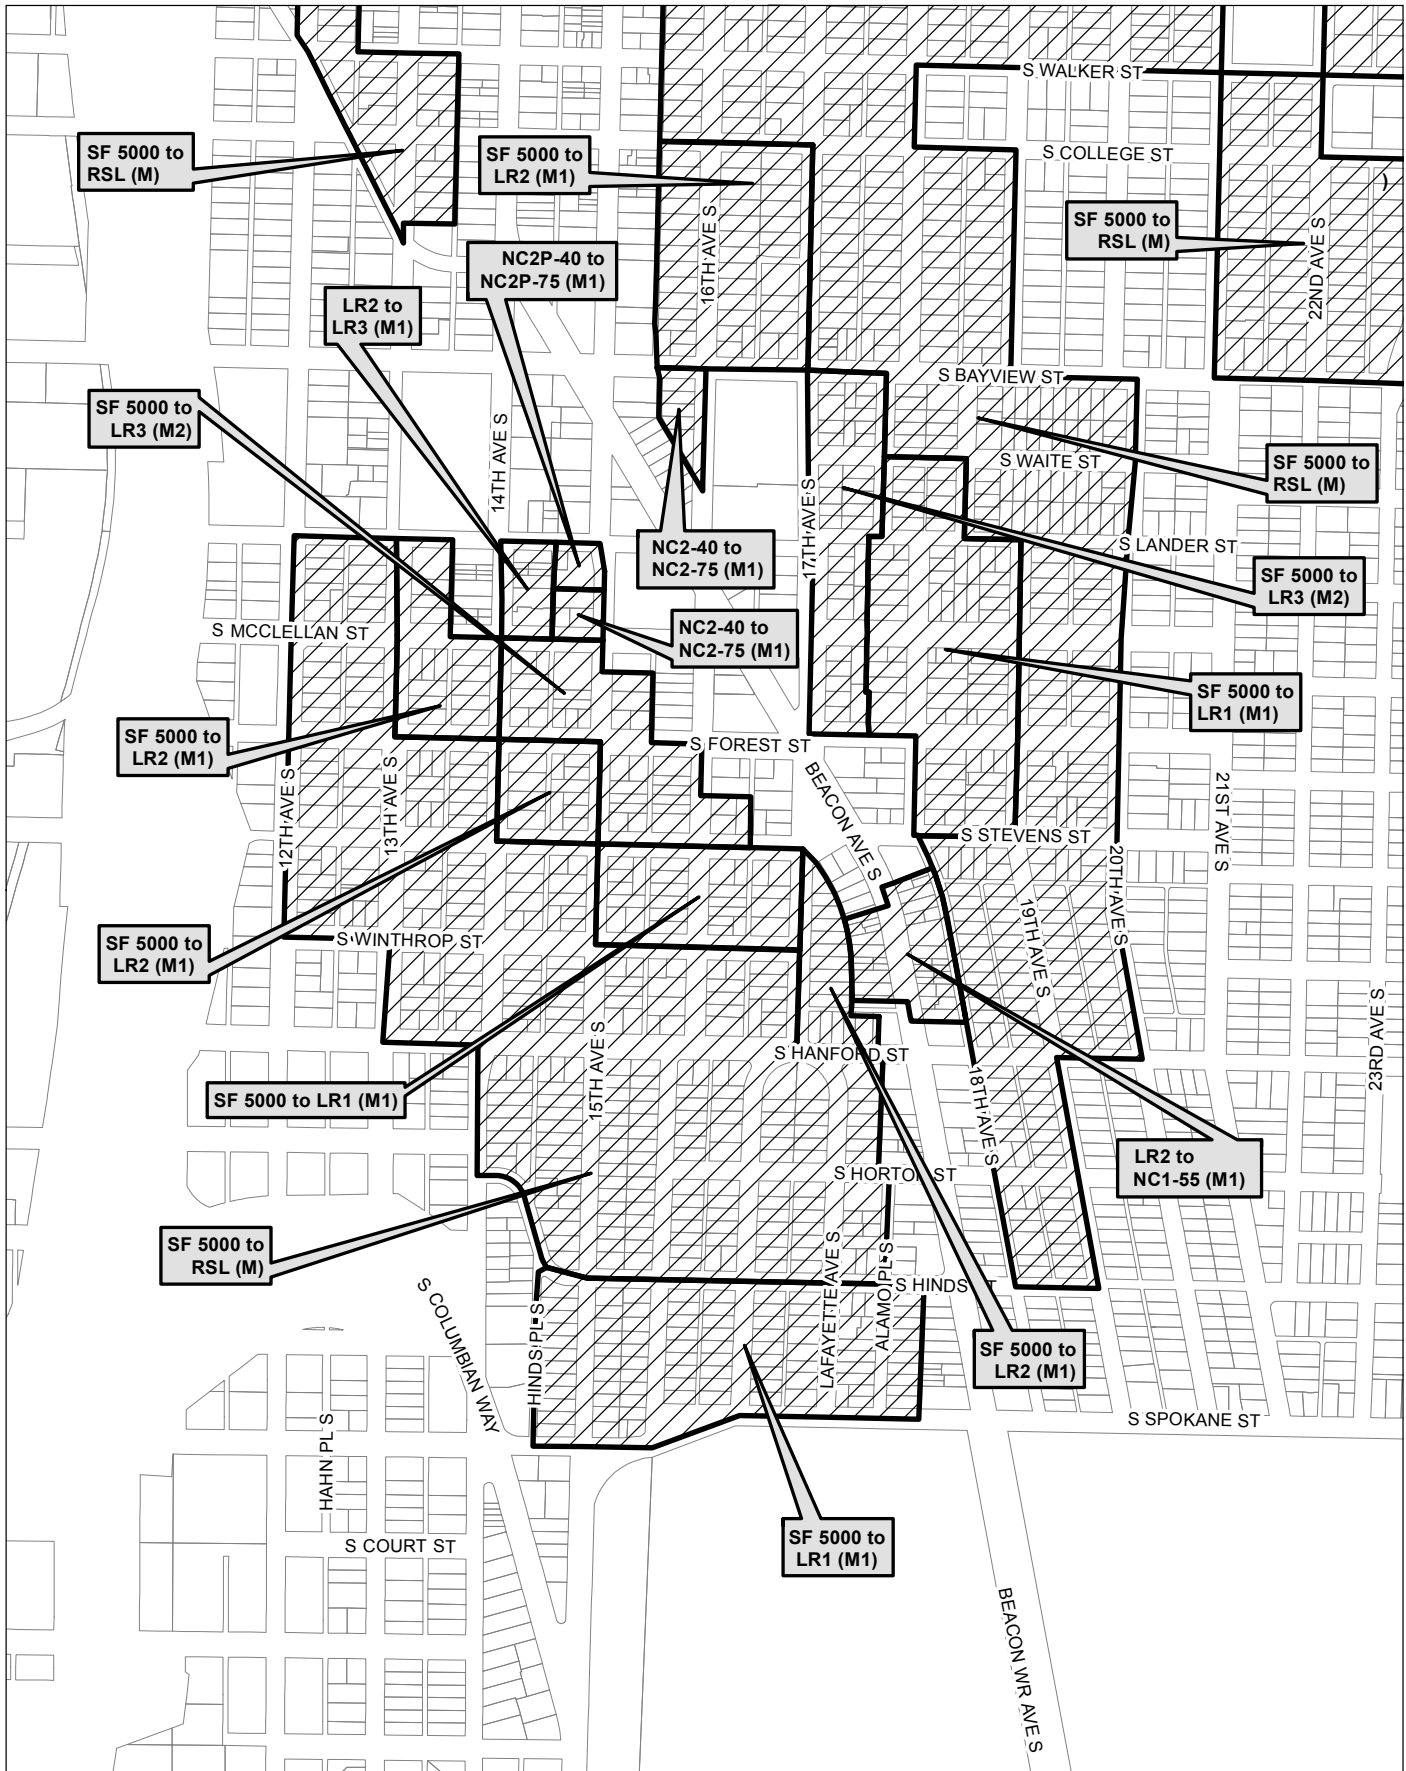 S WALKER ST
SF 5000 to
RSL (M)
SF 5000 to
LR2 (M1)
S COLLEGE ST
)
SF 5000 to
RSL (M)
16TH AVE S
22ND AVE S
NC2P-40 to
NC2P-75 (M1)
LR2 to
LR3 (M1)
S BAYVIEW ST
SF 5000 to
LR3 (M2)
14TH AVE S
S WAITE ST
SF 5000 to
RSL (M)
17TH AVE S
NC2-40 to
NC2-75 (M1)
S LANDER ST
SF 5000 to
LR3 (M2)
S MCCLELLAN ST
NC2-40 to
NC2-75 (M1)
SF 5000 to
LR1 (M1)
SF 5000 to
LR2 (M1)
S FOREST ST
12TH AVE S
13TH AVE S
BEACON AVE S
21ST AVE S
S STEVENS ST
20TH AVE S
19TH AVE S
SF 5000 to
LR2 (M1)
S WINTHROP ST
23RD AVE S
S HANFORD ST
15TH AVE S
18TH AVE S
SF 5000 to LR1 (M1)
LR2 to
NC1-55 (M1)
S HORTON ST
SF 5000 to
RSL (M)
LAFAYETTE AVE S
ALAMO PL S
S HINDS ST
S COLUMBIAN WAY
HINDS PL S
SF 5000 to
LR2 (M1)
S SPOKANE ST
HAHN PL S
SF 5000 to
LR1 (M1)
S COURT ST
BEACON WR AVE S